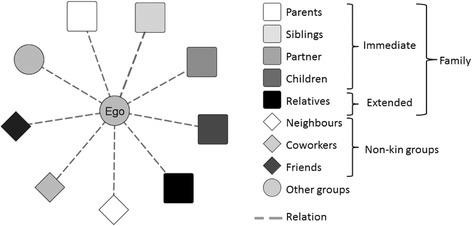 Ego
Parents
Siblings
Partner
Children
Relatives
Neighbours
Coworkers
Friends
Other groups
Relation
Immediate
Extended
Non-kin groups
Family